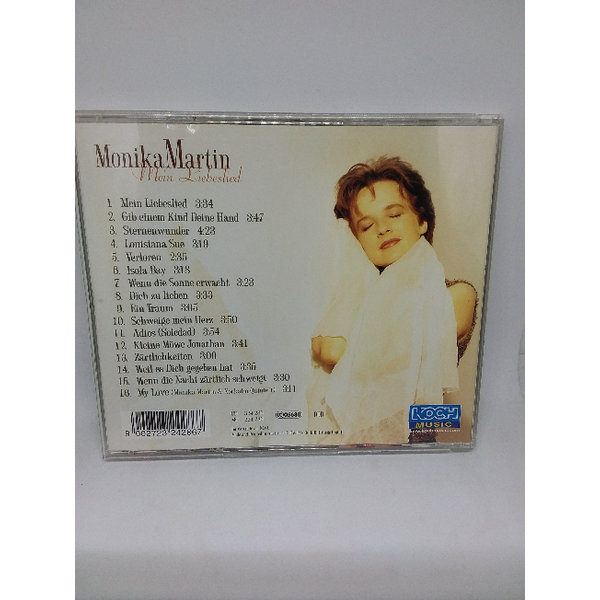 Monika Martin
Mein Liebeslied
1. Mein Liebeslied 3:34
2. Gib einem Kind Deine Hand 3:47
3. Sternenwunder 4:23
4. Louisiana Sue 3:19
5. Verloren 2:35
6. Isola Bay 3:18
7. Wenn die Sonne erwacht 3:23
8. Dich zu lieben 3:33
9. Ein Traum 3:05
10. Schweige mein Herz 3:50
11. Adios (Soledad) 3:54
12. Kleine Möwe Jonathan 3:41
13. Zärtlichkeiten 3:00
14. Weil es Dich gegeben hat 3:35
15. Wenn die Nacht zärtlich schweigt 3:30
16. My Love (Monika Martin & 3:11
KOCH
MUSIC